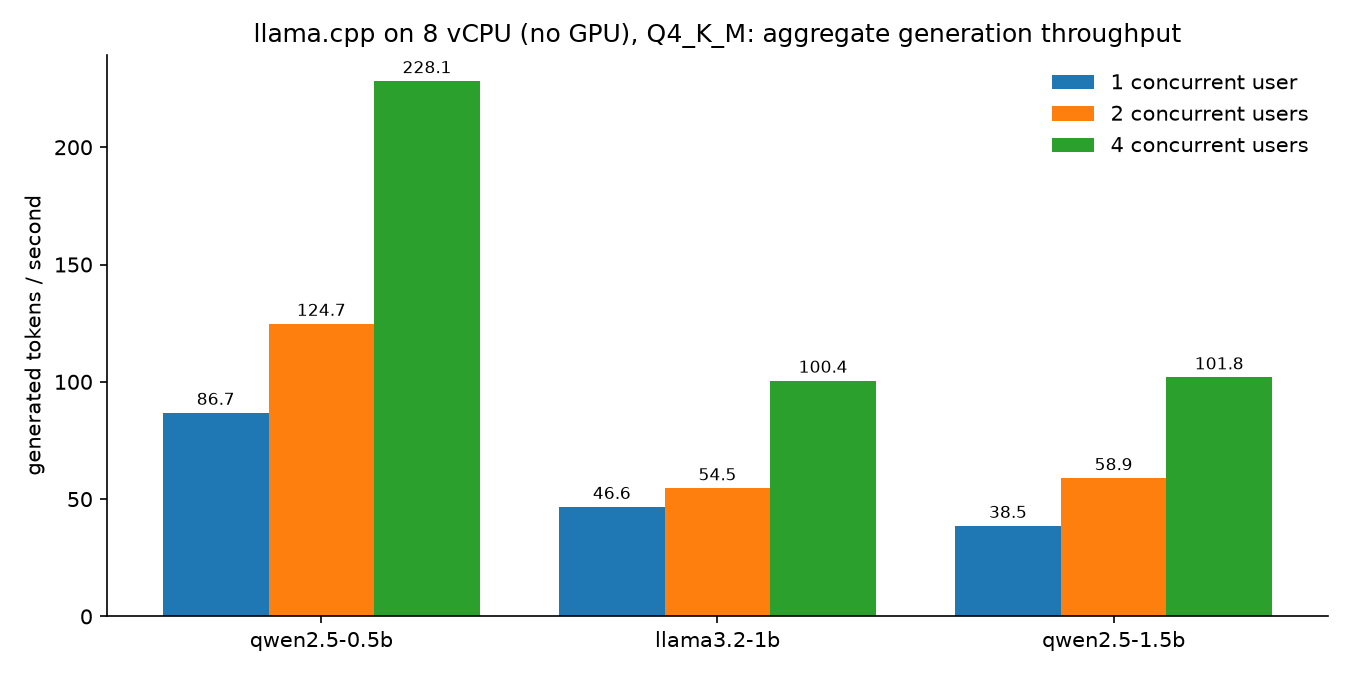 llama.cpp on 8 vCPU (no GPU), Q4_K_M: aggregate generation throughput
1 concurrent user
2 concurrent users
4 concurrent users
generated tokens / second
200
150
100
50
0
86.7
124.7
228.1
46.6
54.5
100.4
38.5
58.9
101.8
qwen2.5-0.5b
llama3.2-1b
qwen2.5-1.5b